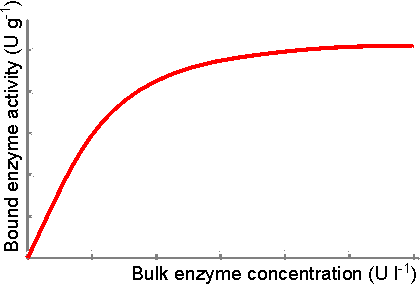 Bound enzyme activity (U g⁻¹)
Bulk enzyme concentration (U l⁻¹)